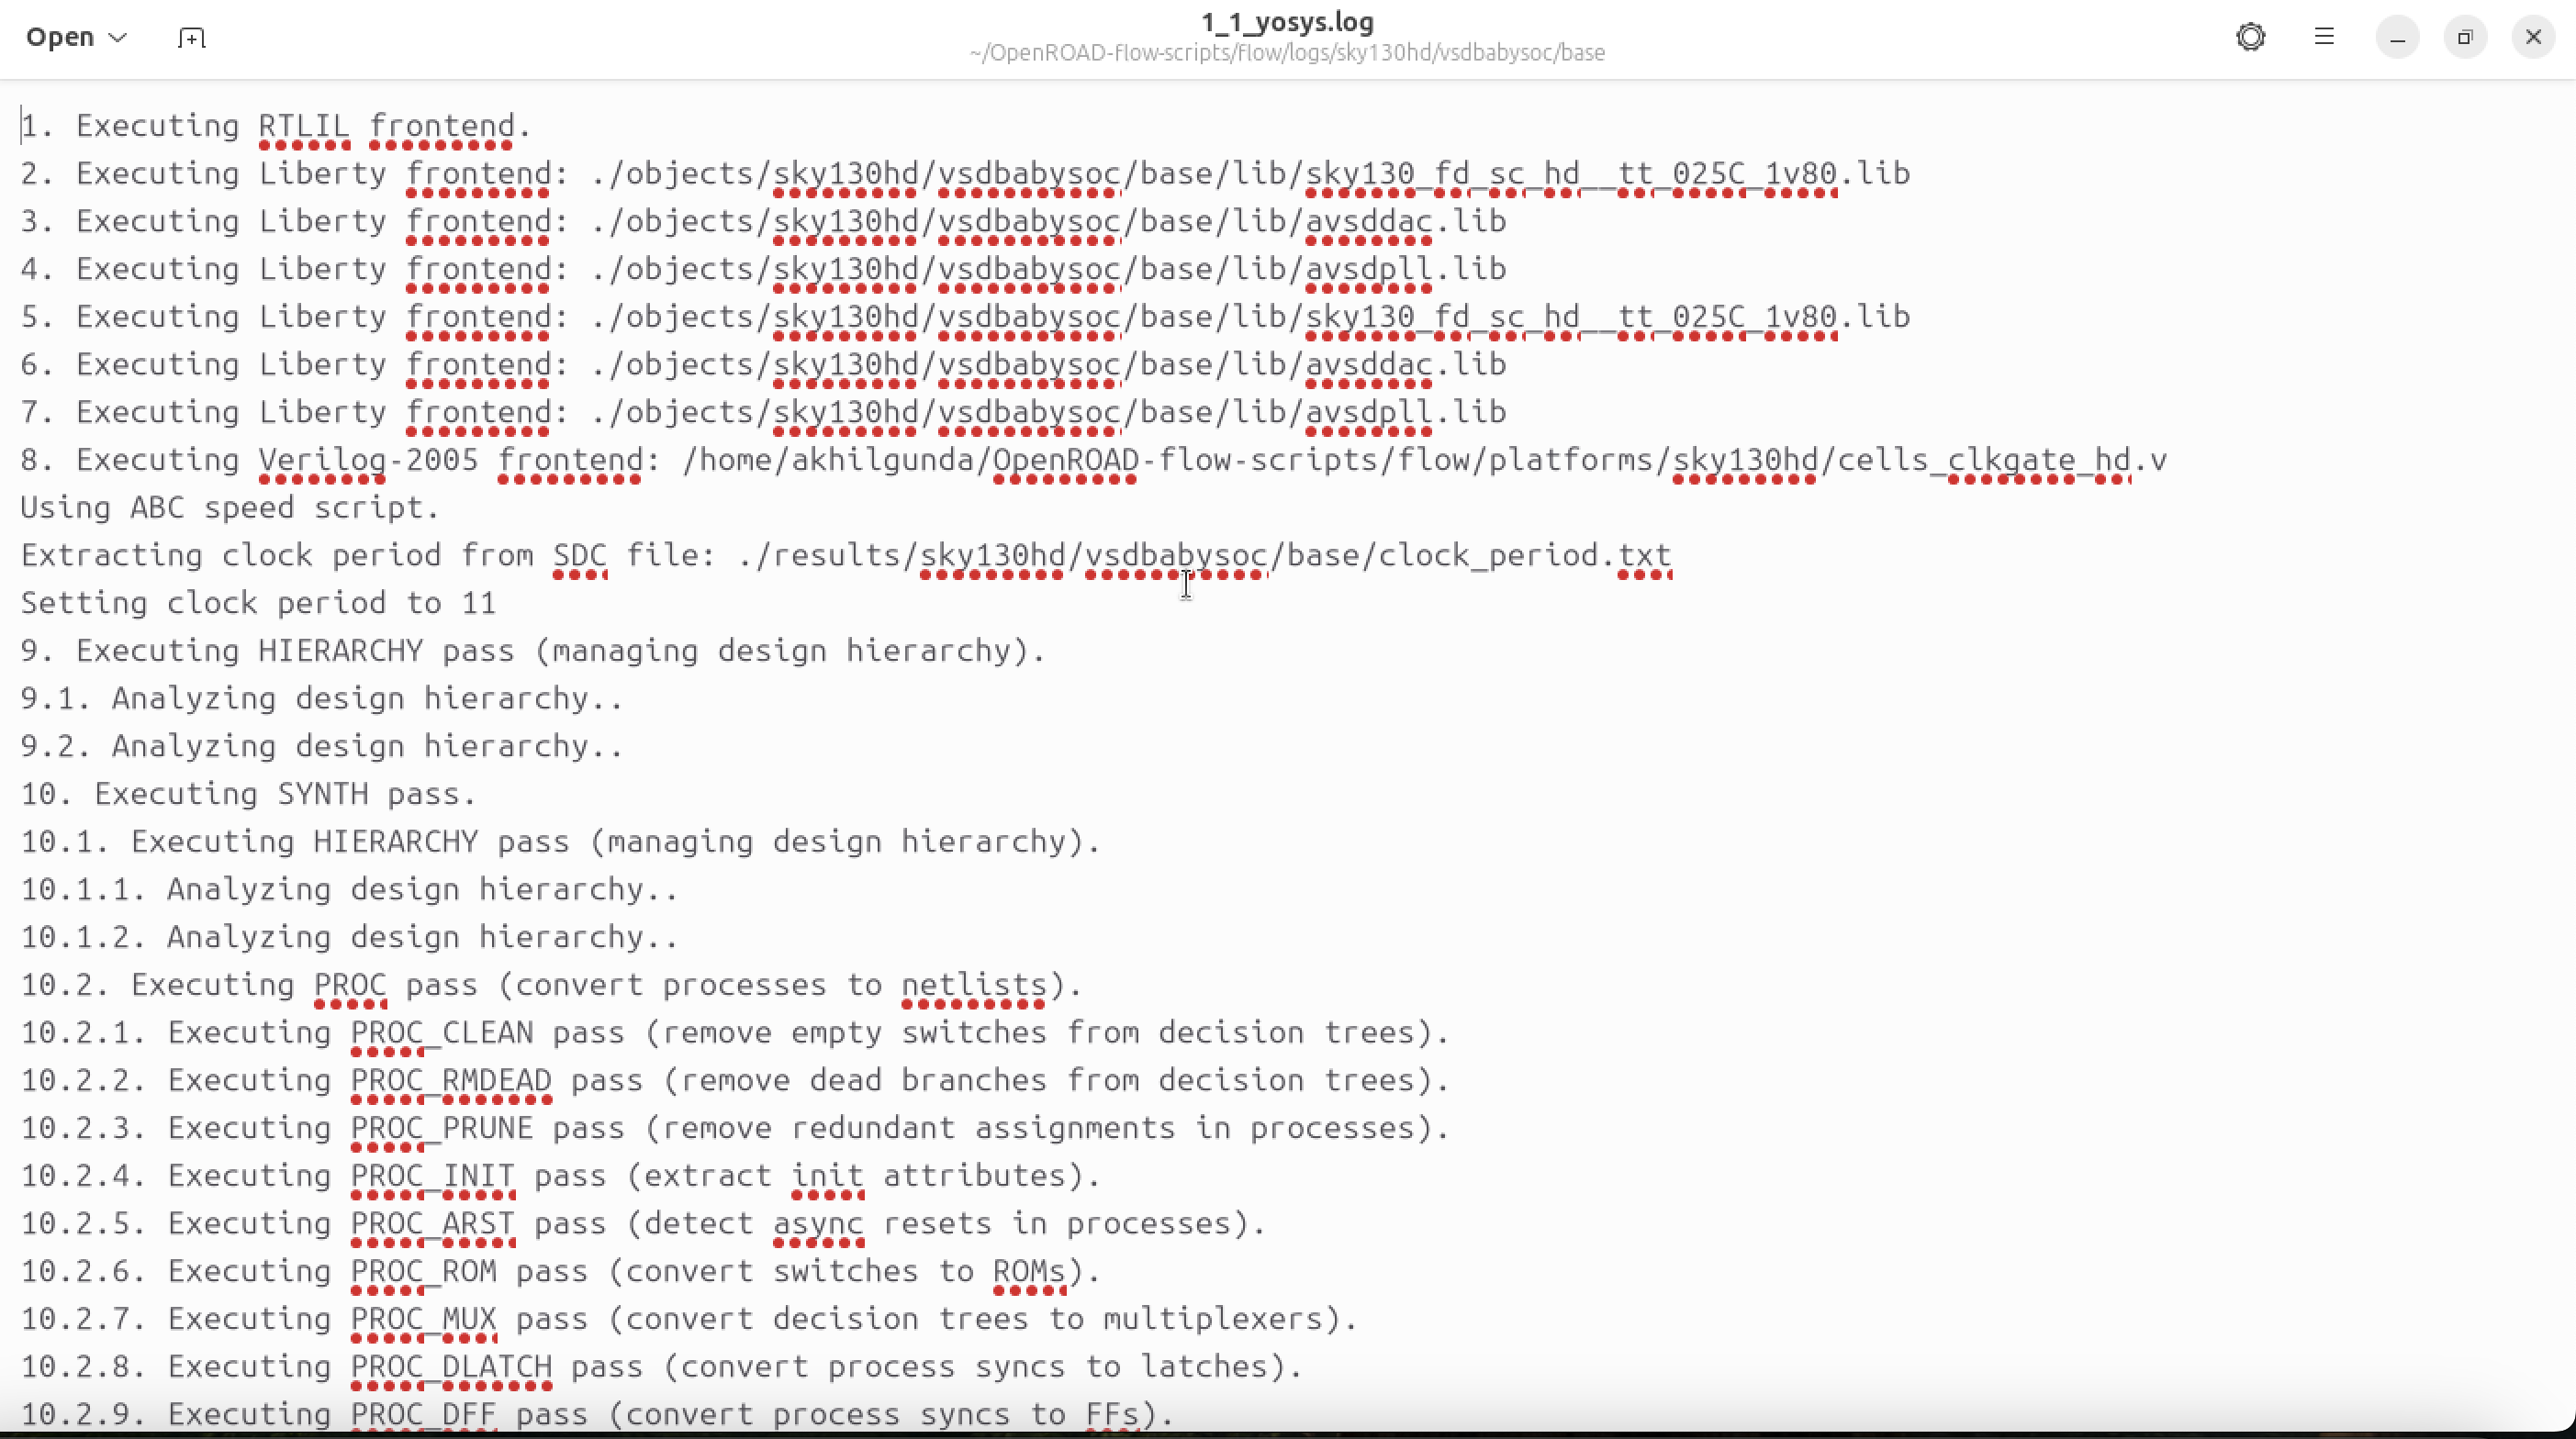 Open
1_1_yosys.log
~/OpenROAD-flow-scripts/flow/logs/sky130hd/vsdbabysoc/base
1. Executing RTLIL frontend.
2. Executing Liberty frontend: ./objects/sky130hd/vsdbabysoc/base/lib/sky130_fd_sc_hd__tt_025C_1v80.lib
3. Executing Liberty frontend: ./objects/sky130hd/vsdbabysoc/base/lib/avsddac.lib
4. Executing Liberty frontend: ./objects/sky130hd/vsdbabysoc/base/lib/avsdpll.lib
5. Executing Liberty frontend: ./objects/sky130hd/vsdbabysoc/base/lib/sky130_fd_sc_hd__tt_025C_1v80.lib
6. Executing Liberty frontend: ./objects/sky130hd/vsdbabysoc/base/lib/avsddac.lib
7. Executing Liberty frontend: ./objects/sky130hd/vsdbabysoc/base/lib/avsdpll.lib
8. Executing Verilog-2005 frontend: /home/akhilgunda/OpenROAD-flow-scripts/flow/platforms/sky130hd/cells_clkgate_hd.v
Using ABC speed script.
Extracting clock period from SDC file: ./results/sky130hd/vsdbabysoc/base/clock_period.txt
Setting clock period to 11
9. Executing HIERARCHY pass (managing design hierarchy).
9.1. Analyzing design hierarchy..
9.2. Analyzing design hierarchy..
10. Executing SYNTH pass.
10.1. Executing HIERARCHY pass (managing design hierarchy).
10.1.1. Analyzing design hierarchy..
10.1.2. Analyzing design hierarchy..
10.2. Executing PROC pass (convert processes to netlists).
10.2.1. Executing PROC_CLEAN pass (remove empty switches from decision trees).
10.2.2. Executing PROC_RMDEAD pass (remove dead branches from decision trees).
10.2.3. Executing PROC_PRUNE pass (remove redundant assignments in processes).
10.2.4. Executing PROC_INIT pass (extract init attributes).
10.2.5. Executing PROC_ARST pass (detect async resets in processes).
10.2.6. Executing PROC_ROM pass (convert switches to ROMs).
10.2.7. Executing PROC_MUX pass (convert decision trees to multiplexers).
10.2.8. Executing PROC_DLATCH pass (convert process syncs to latches).
10.2.9. Executing PROC_DFF pass (convert process syncs to FFs).